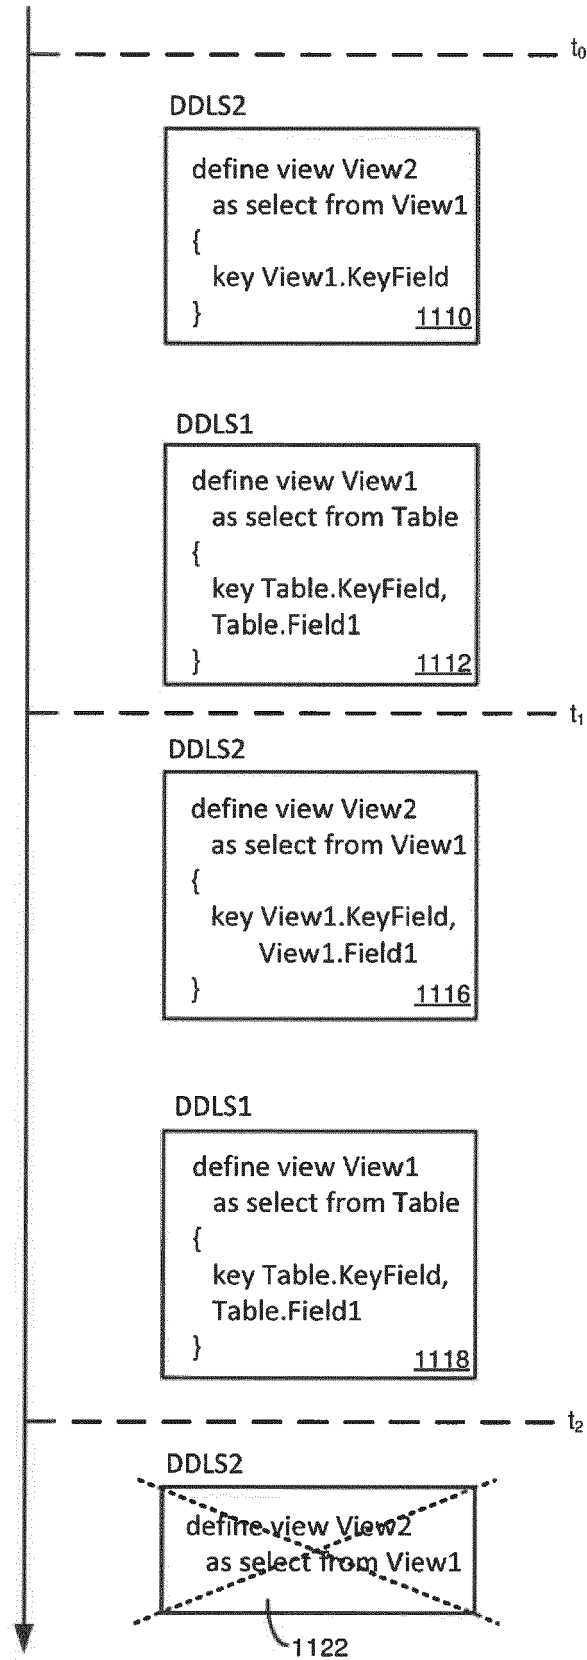 t0
DDLS2
define view View2
as select from View1
{
key View1.KeyField
}
1110
DDLS1
define view View1
as select from Table
{
key Table.KeyField,
Table.Field1
}
1112
t1
DDLS2
define view View2
as select from View1
{
key View1.KeyField,
View1.Field1
}
1116
DDLS1
define view View1
as select from Table
{
key Table.KeyField,
Table.Field1
}
1118
t2
DDLS2
define view View2
as select from View1
1122